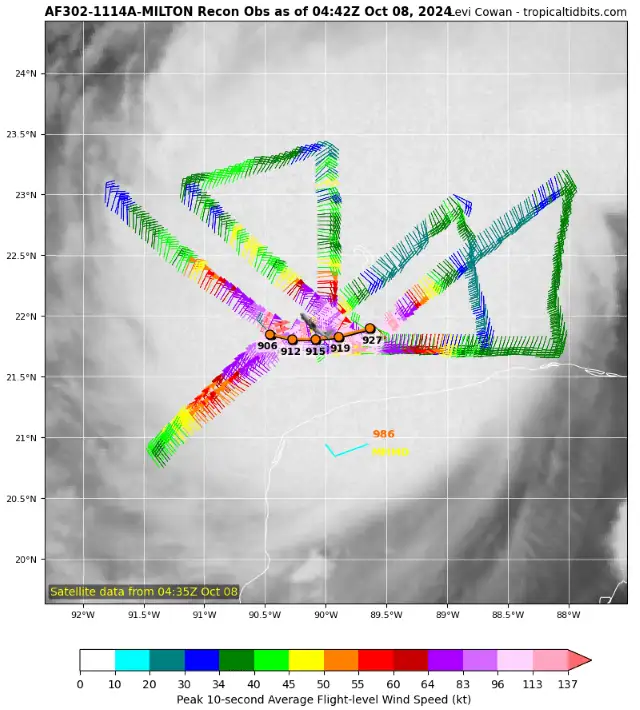 AF302-1114A-MILTON Recon Obs as of 04:42Z Oct 08, 2024
Levi Cowan - tropicaltidbits.com
24°N
23.5°N
23°N
22.5°N
22°N
21.5°N
21°N
20.5°N
20°N
906
912
915
919
927
986
Satellite data from 04:35Z Oct 08
92°W
91.5°W
91°W
90.5°W
90°W
89.5°W
89°W
88.5°W
88°W
0 10 20 30 34 40 45 50 55 60 64 83 96 113 137
Peak 10-second Average Flight-level Wind Speed (kt)